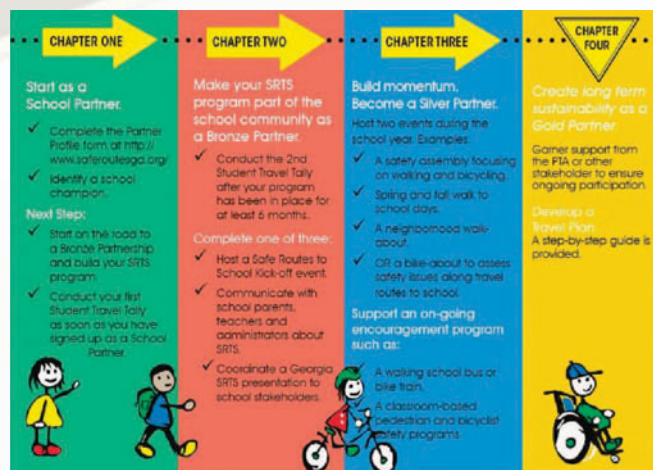 CHAPTER ONE
Start as a
School Partner.
✓ Complete the Partner
Profile form at http://
www.saferoutesga.org/
✓ Identify a school
champion.
Next Step:
✓ Start on the road to
a Bronze Partnership
and build your SRTS
program.
✓ Conduct your first
Student Travel Tally
as soon as you have
signed up as a School
Partner.
CHAPTER TWO
Make your SRTS
program part of the
school community as
a Bronze Partner.
✓ Conduct the 2nd
Student Travel Tally
after your program
has been in place for
at least 6 months.
Complete one of three:
✓ Host a Safe Routes to
School Kick-off event.
✓ Communicate with
school parents,
teachers and
administrators about
SRTS.
✓ Coordinate a Georgia
SRTS presentation to
school stakeholders.
CHAPTER THREE
Build momentum.
Become a Silver Partner.
Host two events during the
school year. Examples:
✓ A safety assembly focusing
on walking and bicycling.
✓ Spring and fall walk to
school days.
✓ A neighborhood walk-
about.
✓ OR a bike-about to assess
safety issues along travel
routes to school.
Support an on-going
encouragement program
such as:
A walking school bus or
bike train.
A classroom-based
pedestrian and bicyclist
safety programs.
CHAPTER
FOUR
Create long term
sustainability as a
Gold Partner.
Garner support from
the PTA or other
stakeholder to ensure
ongoing participation.
Develop a
Travel Plan
A step-by-step guide is
provided.